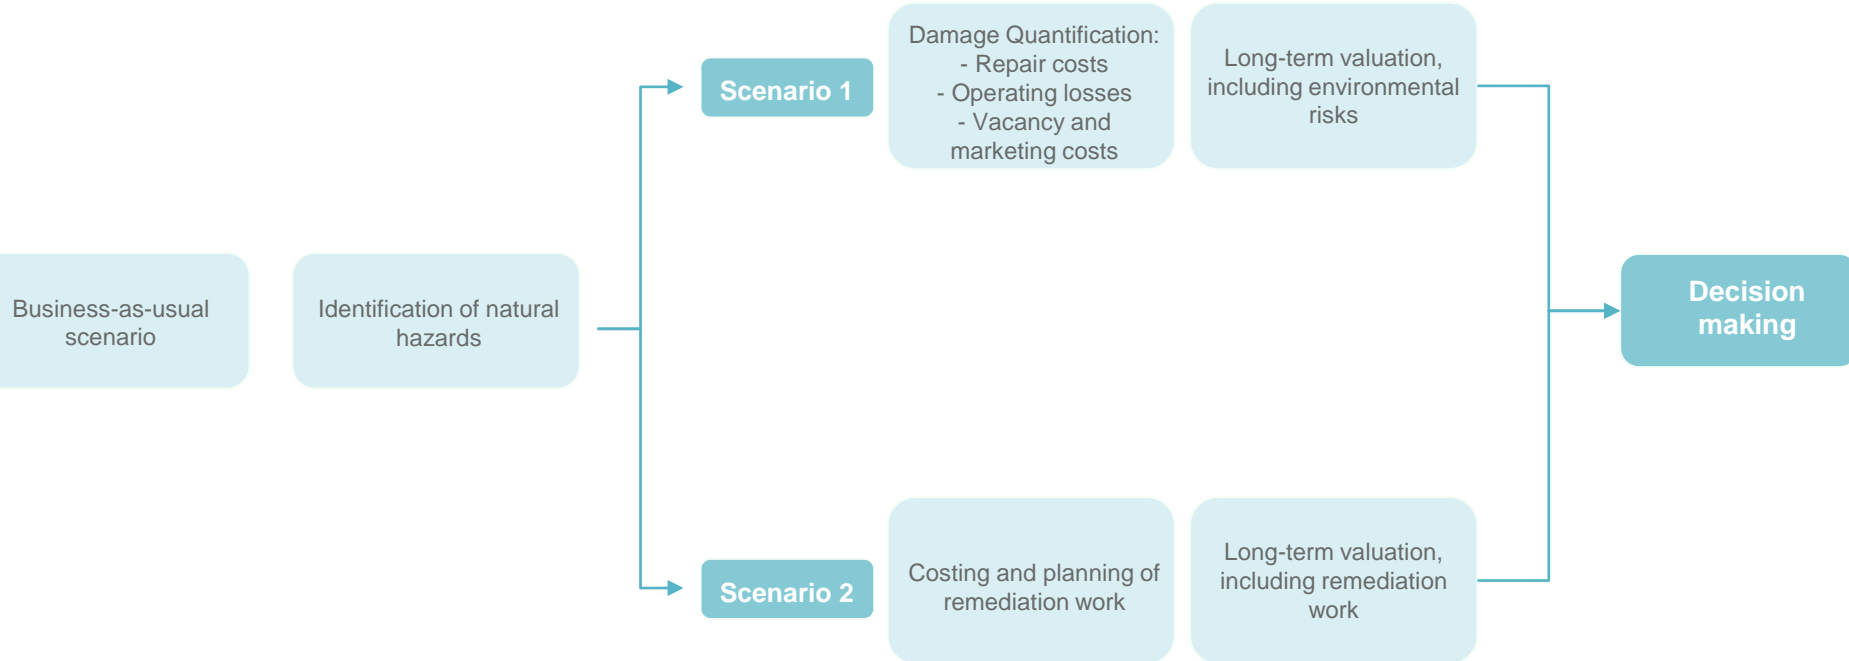 Business-as-usual
scenario
Identification of natural
hazards
Scenario 1
Damage Quantification:
- Repair costs
- Operating losses
- Vacancy and
marketing costs
Long-term valuation,
including environmental
risks
Scenario 2
Costing and planning of
remediation work
Long-term valuation,
including remediation
work
Decision
making